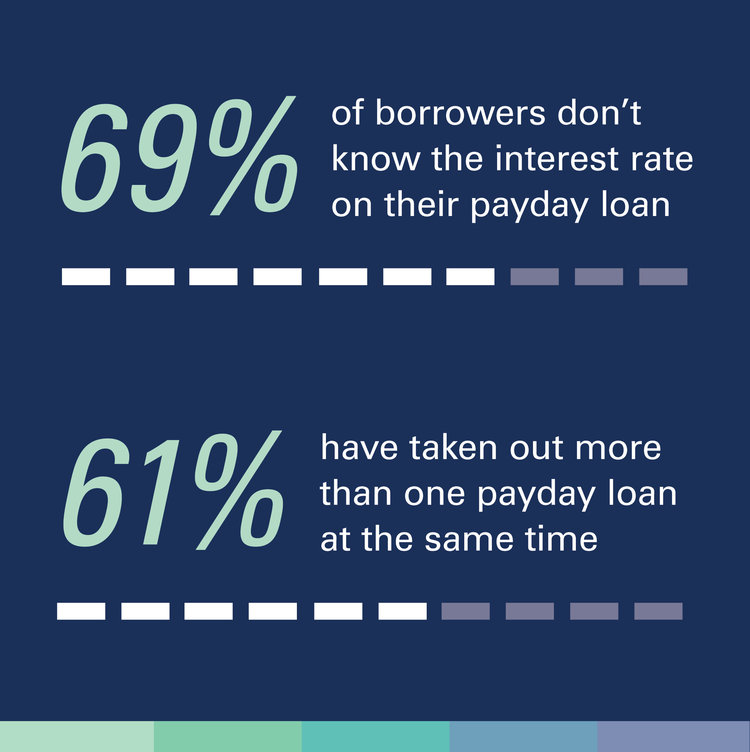 69%
of borrowers don’t
know the interest rate
on their payday loan
61%
have taken out more
than one payday loan
at the same time